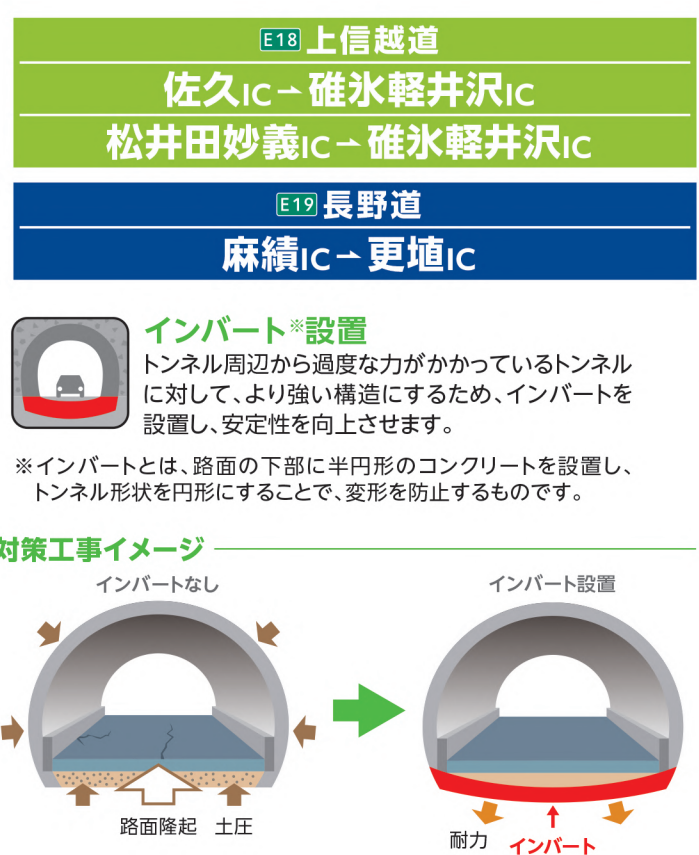 E18 上信越道
佐久IC⇀碓氷軽井沢IC
松井田妙義IC⇀碓氷軽井沢IC
E19 長野道
麻績IC⇀更埴IC
インバート※設置
トンネル周辺から過度な力がかかっているトンネル
に対して、より強い構造にするため、インバートを
設置し、安定性を向上させます。
※インバートとは、路面の下部に半円形のコンクリートを設置し、
トンネル形状を円形にすることで、変形を防止するものです。
対策工事イメージ
インバートなし
インバート設置
路面隆起
土圧
耐力
インバート